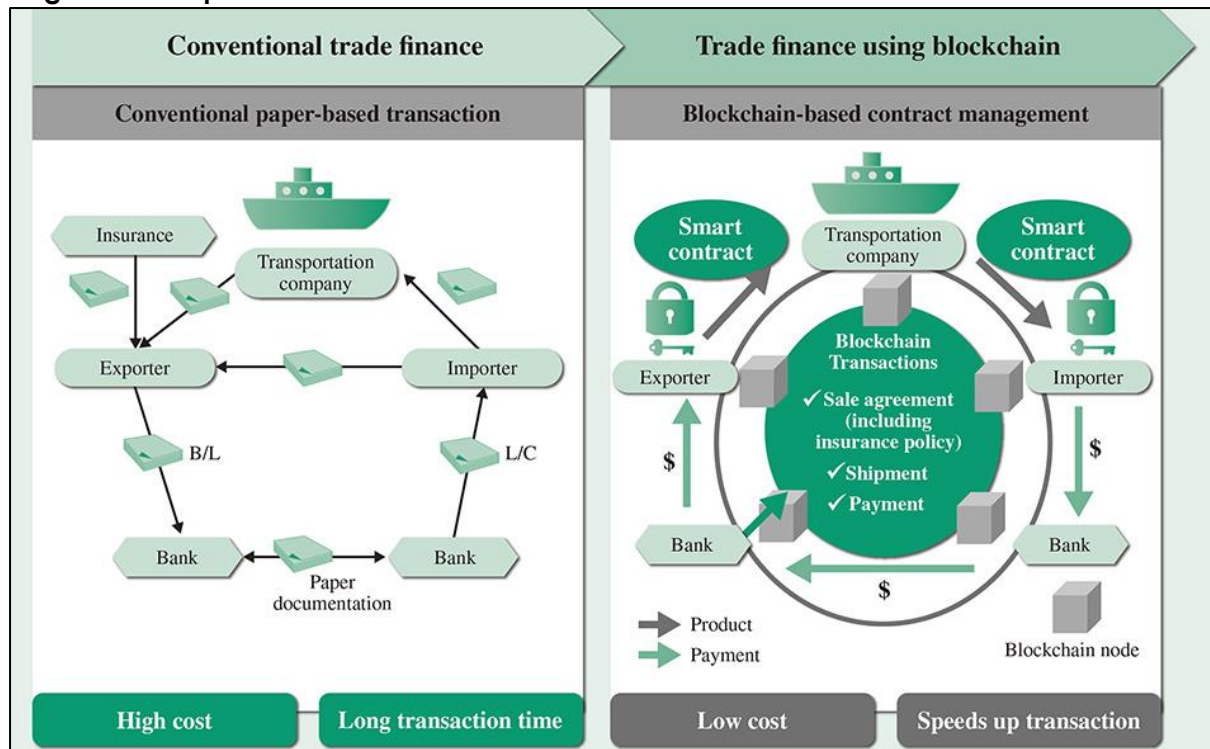 Conventional trade finance
Trade finance using blockchain
Conventional paper-based transaction
Insurance
Transportation
company
Exporter
Importer
B/L
L/C
Bank
Bank
Paper
documentation
High cost
Long transaction time
Blockchain-based contract management
Smart
contract
Transportation
company
Smart
contract
Blockchain
Transactions
Exporter
Importer
✓ Sale agreement
(including
insurance policy)
✓ Shipment
✓ Payment
$
$
Bank
Bank
$
Product
Payment
Blockchain node
Low cost
Speeds up transaction